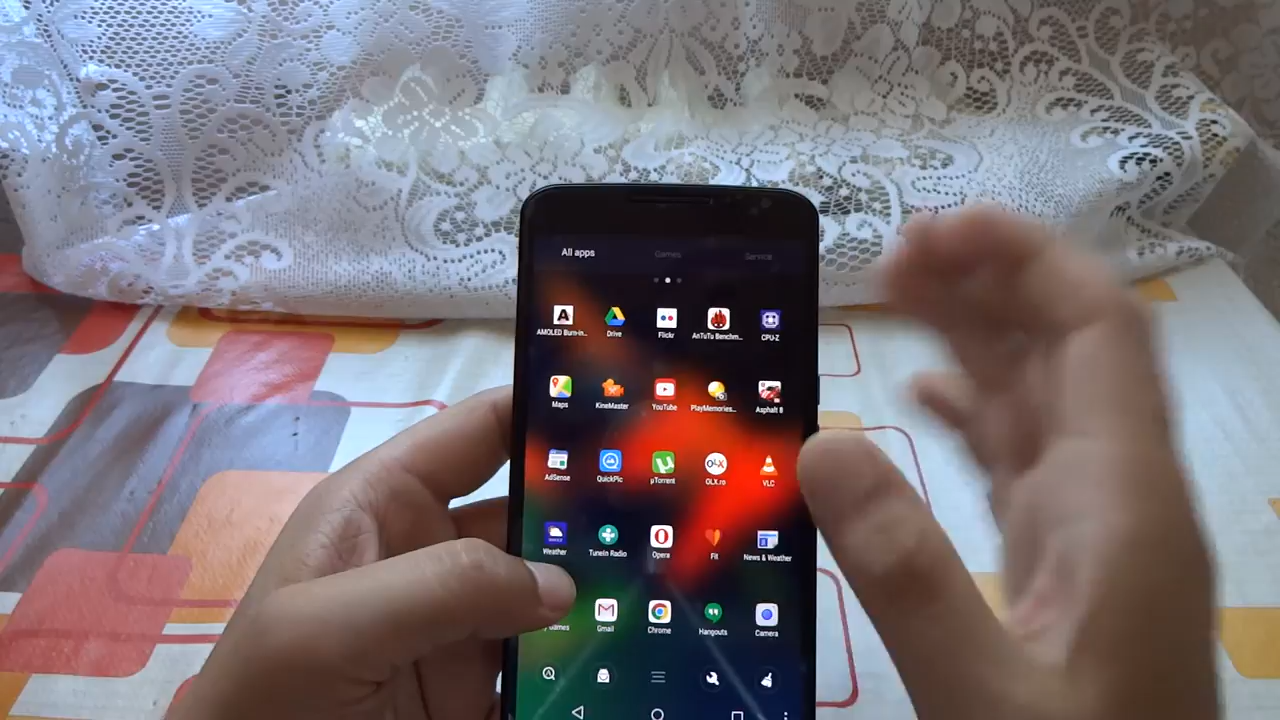 All apps Games Service
AMOLED Burn-in... Drive Flickr AnTuTu Benchm... CPU-Z
Maps KineMaster YouTube PlayMemories... Asphalt 8
AdSense QuickPic µTorrent OLX.ro VLC
Weather TuneIn Radio Opera Fit News & Weather
Games Gmail Chrome Hangouts Camera